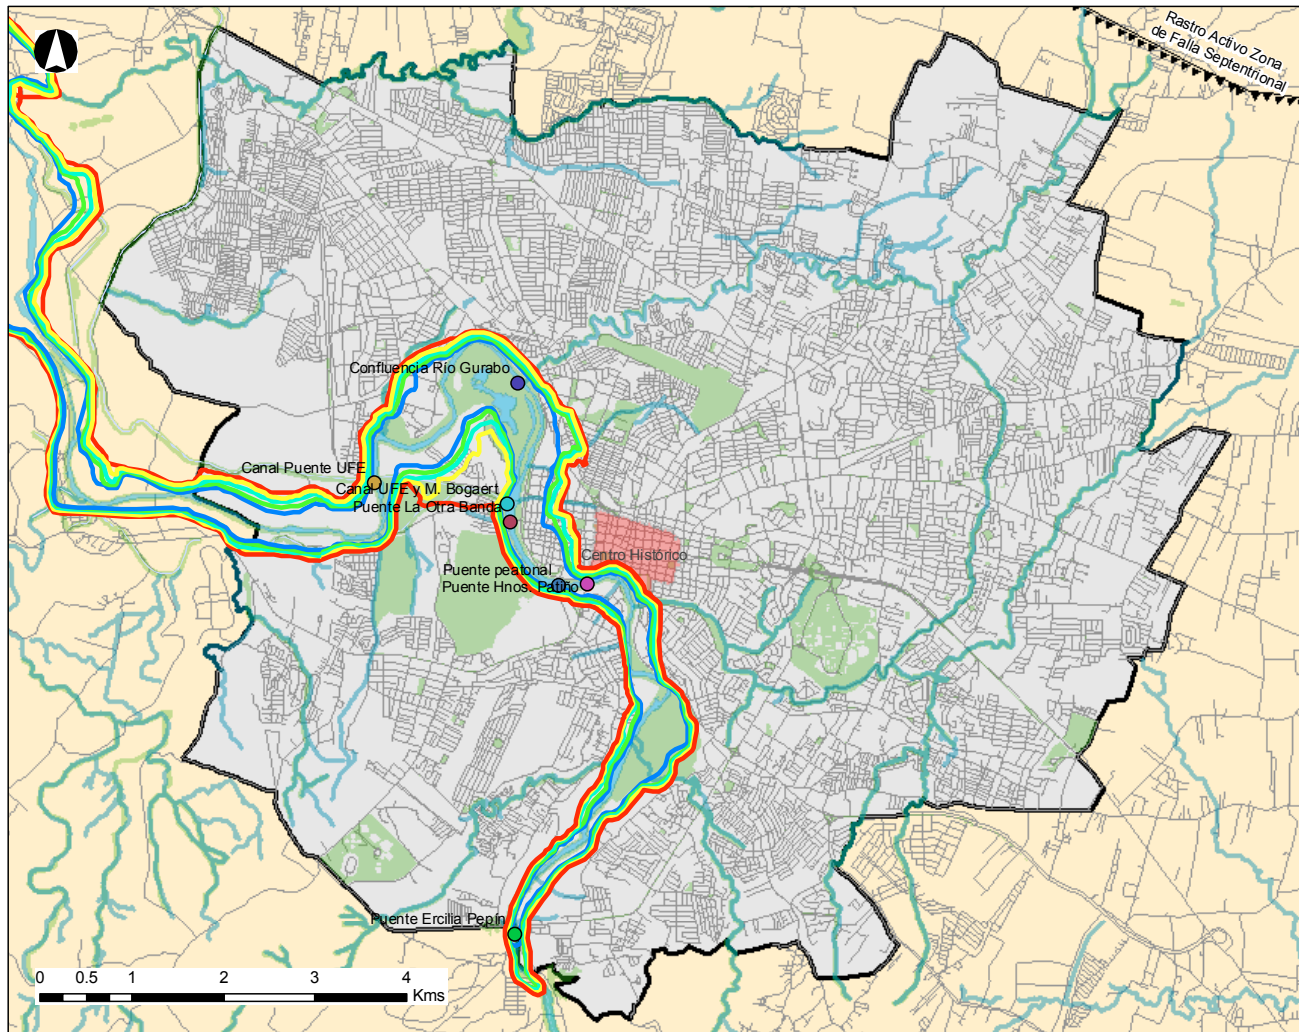 Rastro Activo Zona
de Falla Septentrional
Confluencia Río Gurabo
Canal Puente UFE
Canal UFE y M. Bogaert
Puente La Otra Banda
Centro Histórico
Puente peatonal
Puente Hnos. Patiño
Puente Ercilia Pepín
0 0.5 1 2 3 4
Kms